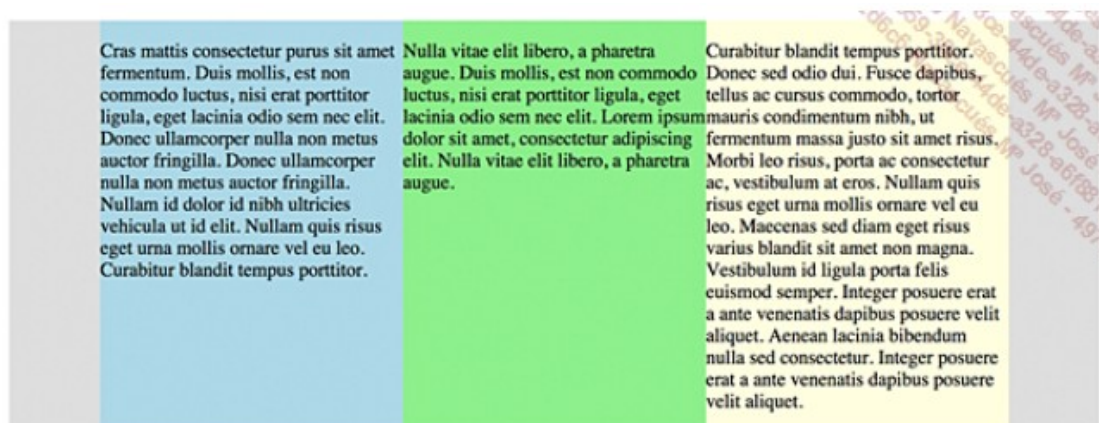 Cras mattis consectetur purus sit amet
fermentum. Duis mollis, est non
commodo luctus, nisi erat porttitor
ligula, eget lacinia odio sem nec elit.
Donec ullamcorper nulla non metus
auctor fringilla. Donec ullamcorper
nulla non metus auctor fringilla.
Nullam id dolor id nibh ultricies
vehicula ut id elit. Nullam quis risus
eget urna mollis ornare vel eu leo.
Curabitur blandit tempus porttitor.
Nulla vitae elit libero, a pharetra
augue. Duis mollis, est non commodo
luctus, nisi erat porttitor ligula, eget
lacinia odio sem nec elit. Lorem ipsum
dolor sit amet, consectetur adipiscing
elit. Nulla vitae elit libero, a pharetra
augue.
Curabitur blandit tempus porttitor.
Donec sed odio dui. Fusce dapibus,
tellus ac cursus commodo, tortor
mauris condimentum nibh, ut
fermentum massa justo sit amet risus.
Morbi leo risus, porta ac consectetur
ac, vestibulum at eros. Nullam quis
risus eget urna mollis ornare vel eu
leo. Maecenas sed diam eget risus
varius blandit sit amet non magna.
Vestibulum id ligula porta felis
euismod semper. Integer posuere erat
a ante venenatis dapibus posuere velit
aliquet. Aenean lacinia bibendum
nulla sed consectetur. Integer posuere
erat a ante venenatis dapibus posuere
velit aliquet.